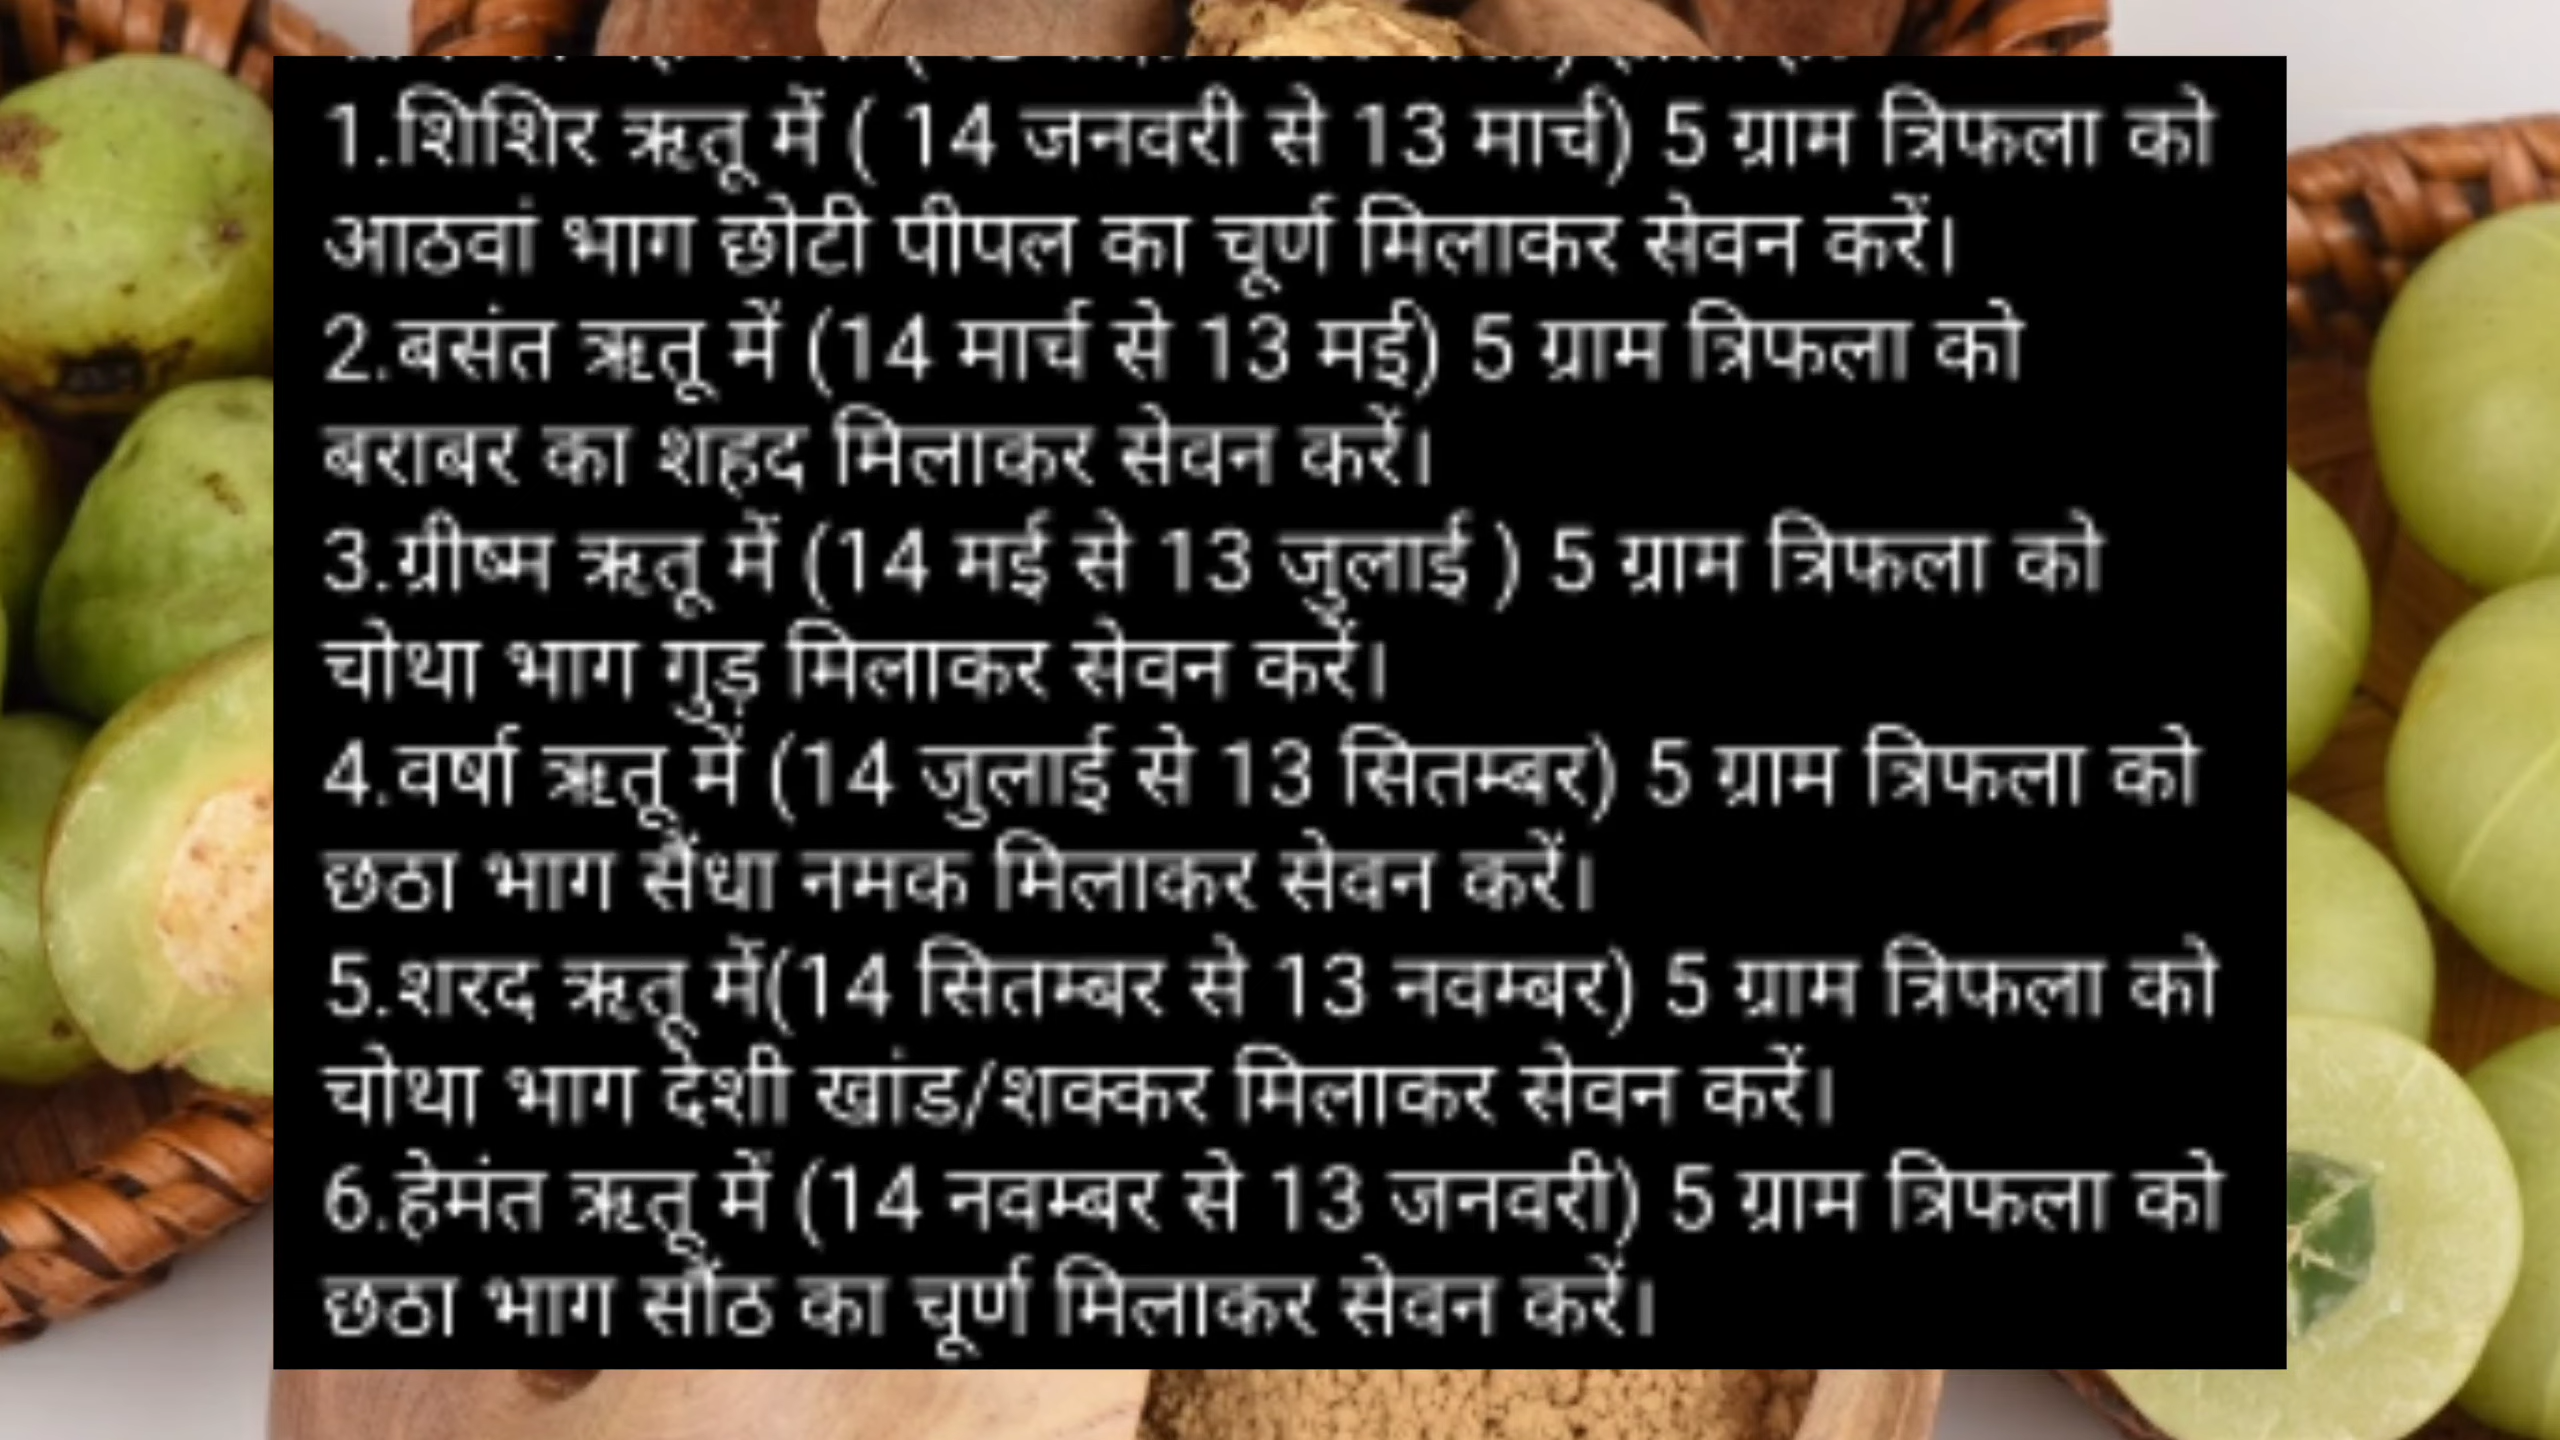 1.शिशिर ऋतू में ( 14 जनवरी से 13 मार्च) 5 ग्राम त्रिफला को
आठवां भाग छोटी पीपल का चूर्ण मिलाकर सेवन करें।
2.बसंत ऋतू में (14 मार्च से 13 मई) 5 ग्राम त्रिफला को
बराबर का शहद मिलाकर सेवन करें।
3.ग्रीष्म ऋतू में (14 मई से 13 जुलाई ) 5 ग्राम त्रिफला को
चोथा भाग गुड़ मिलाकर सेवन करें।
4.वर्षा ऋतू में (14 जुलाई से 13 सितम्बर) 5 ग्राम त्रिफला को
छठा भाग सैंधा नमक मिलाकर सेवन करें।
5.शरद ऋतू में(14 सितम्बर से 13 नवम्बर) 5 ग्राम त्रिफला को
चोथा भाग देशी खांड/शक्कर मिलाकर सेवन करें।
6.हेमंत ऋतू में (14 नवम्बर से 13 जनवरी) 5 ग्राम त्रिफला को
छठा भाग सौंठ का चूर्ण मिलाकर सेवन करें।